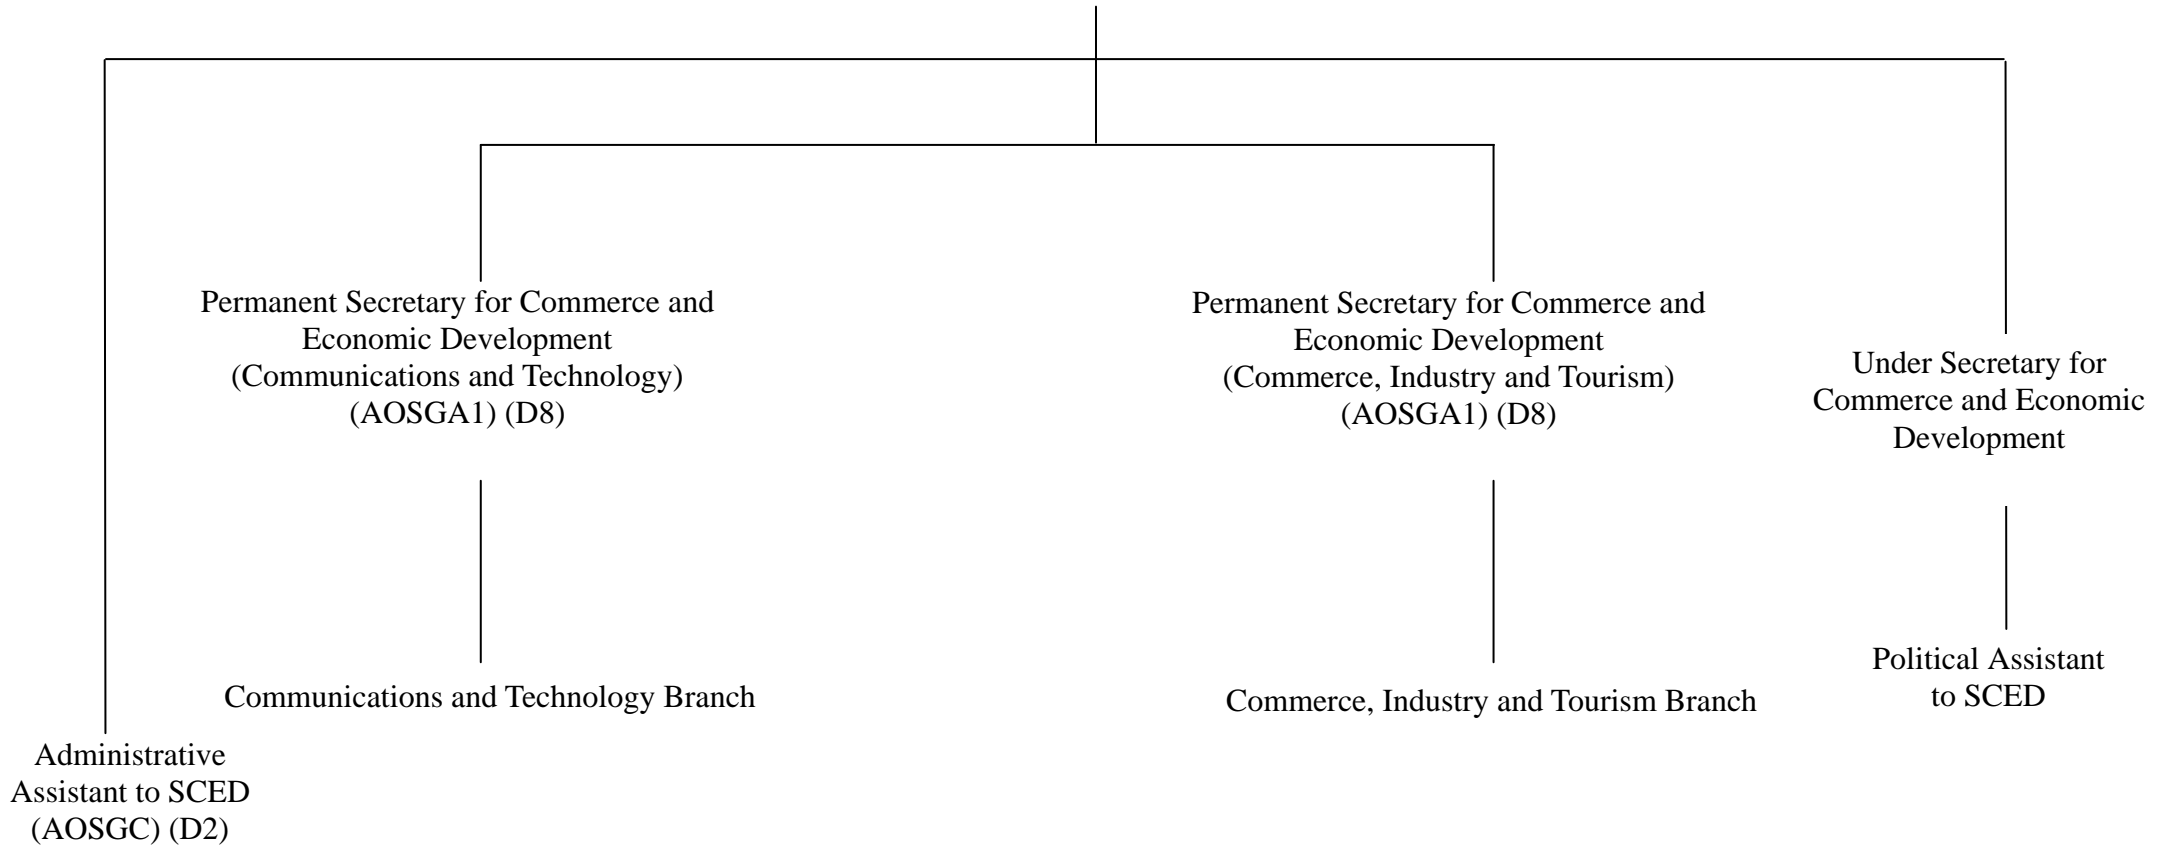 Permanent Secretary for Commerce and
Economic Development
(Communications and Technology)
(AOSGA1) (D8)
Permanent Secretary for Commerce and
Economic Development
(Commerce, Industry and Tourism)
(AOSGA1) (D8)
Under Secretary for
Commerce and Economic
Development
Communications and Technology Branch
Commerce, Industry and Tourism Branch
Political Assistant
to SCED
Administrative
Assistant to SCED
(AOSGC) (D2)